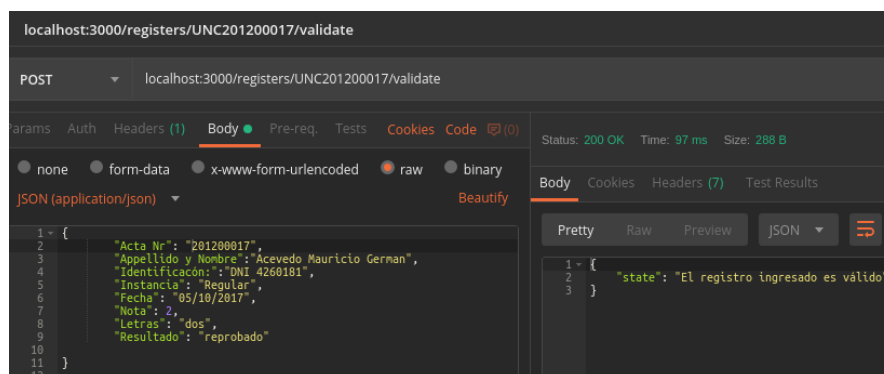 localhost:3000/registers/UNC201200017/validate
POST localhost:3000/registers/UNC201200017/validate
Params Auth Headers (1) Body Pre-req. Tests Cookies Code (0)
none form-data x-www-form-urlencoded raw binary
JSON (application/json) Beautify
1 {
2 "Acta Nr": "201200017",
3 "Appellido y Nombre":"Acevedo Mauricio German",
4 "Identificacón:":"DNI 4260181",
5 "Instancia": "Regular",
6 "Fecha": "05/10/2017",
7 "Nota": 2,
8 "Letras": "dos",
9 "Resultado": "reprobado"
10
11 }
12
Status: 200 OK Time: 97 ms Size: 288 B
Body Cookies Headers (7) Test Results
Pretty Raw Preview JSON
1 {
2 "state": "El registro ingresado es válido"
3 }